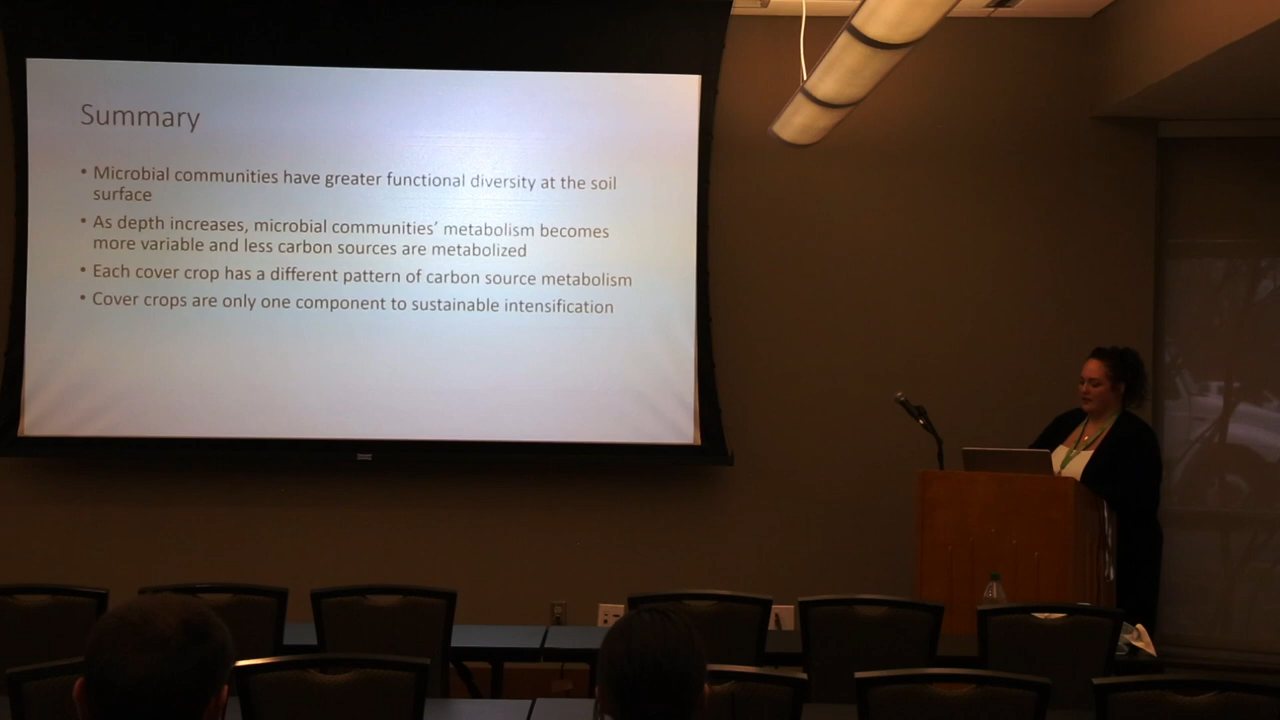 Summary
• Microbial communities have greater functional diversity at the soil
surface
• As depth increases, microbial communities’ metabolism becomes
more variable and less carbon sources are metabolized
• Each cover crop has a different pattern of carbon source metabolism
• Cover crops are only one component to sustainable intensification